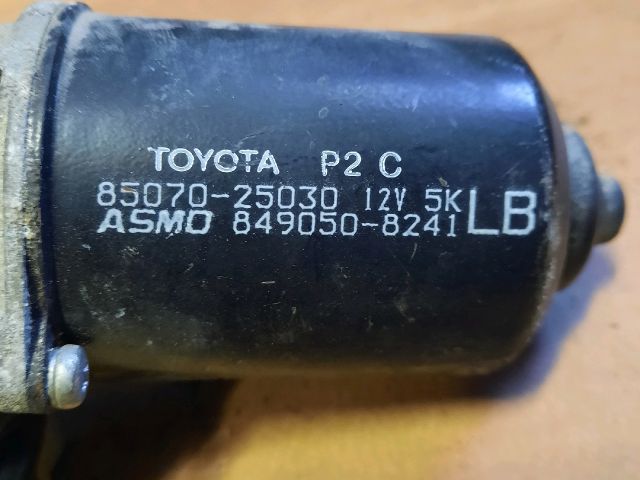 TOYOTA P2 C
85070-25030 12V 5K
ASMO 849050-8241 LB